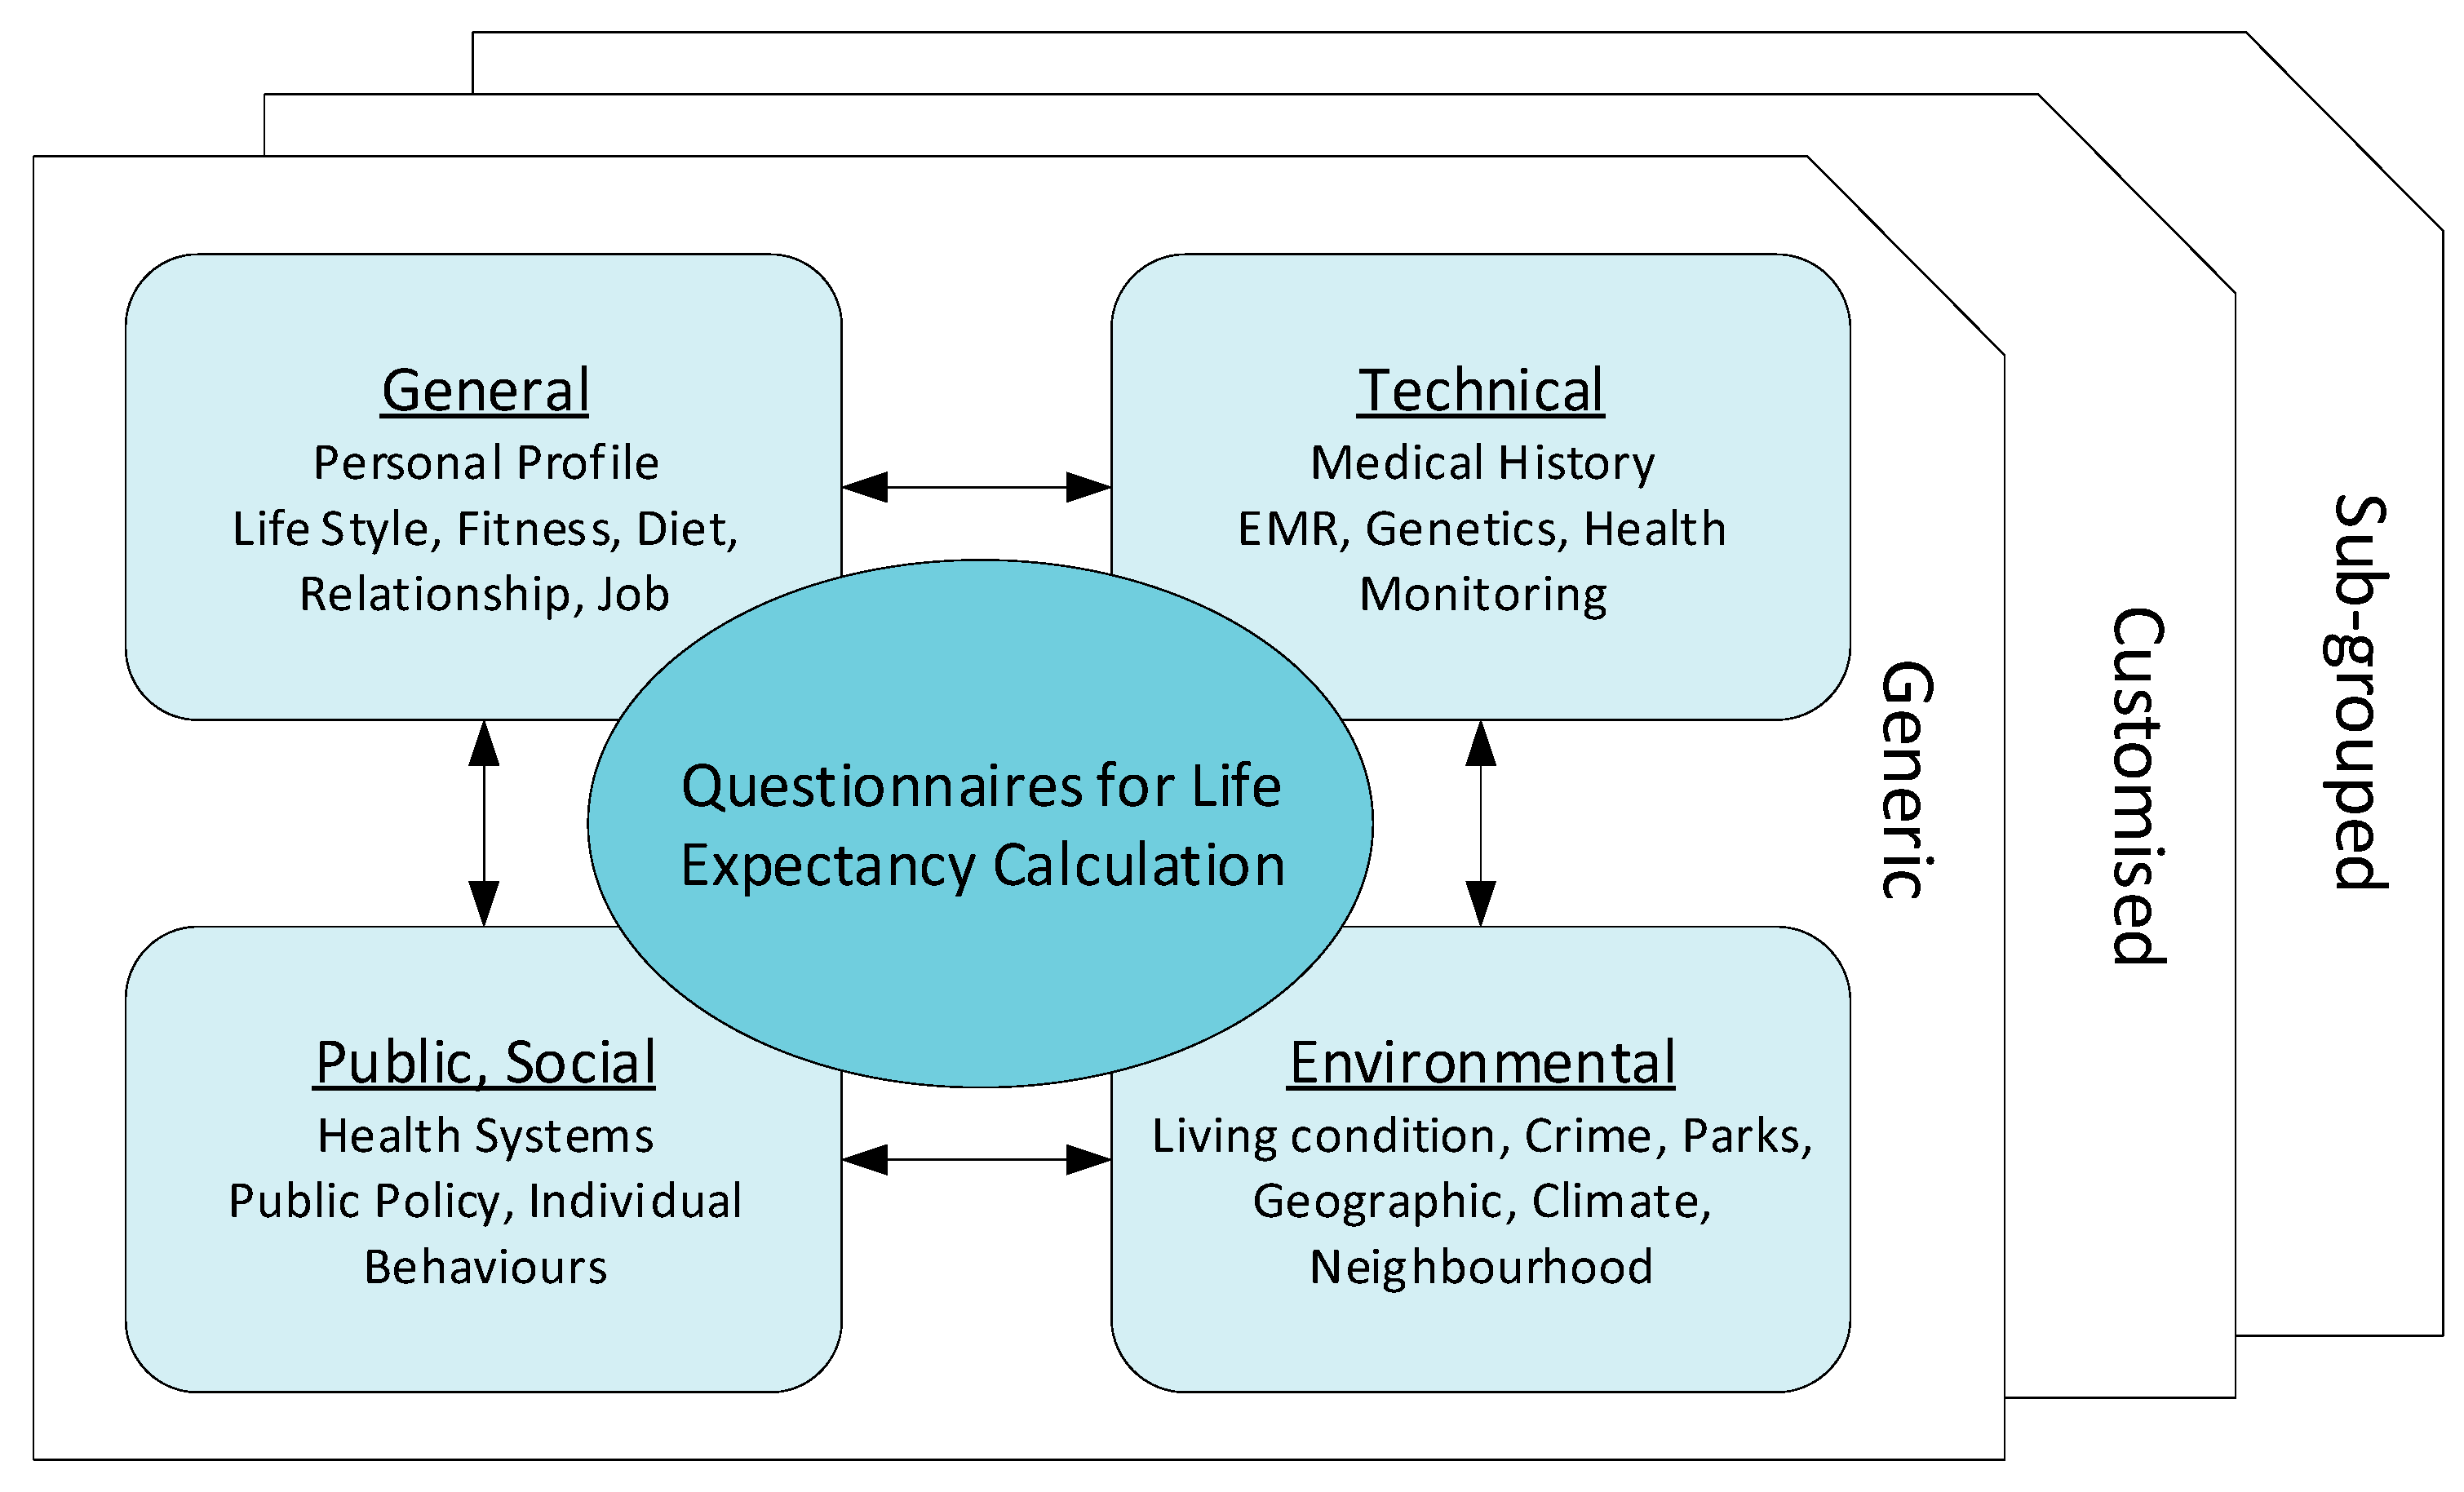 General
Personal Profile
Life Style, Fitness, Diet,
Relationship, Job
Technical
Medical History
EMR, Genetics, Health
Monitoring
Questionnaires for Life
Expectancy Calculation
Public, Social
Health Systems
Public Policy, Individual
Behaviours
Environmental
Living condition, Crime, Parks,
Geographic, Climate,
Neighbourhood
Generic
Customised
Sub-grouped